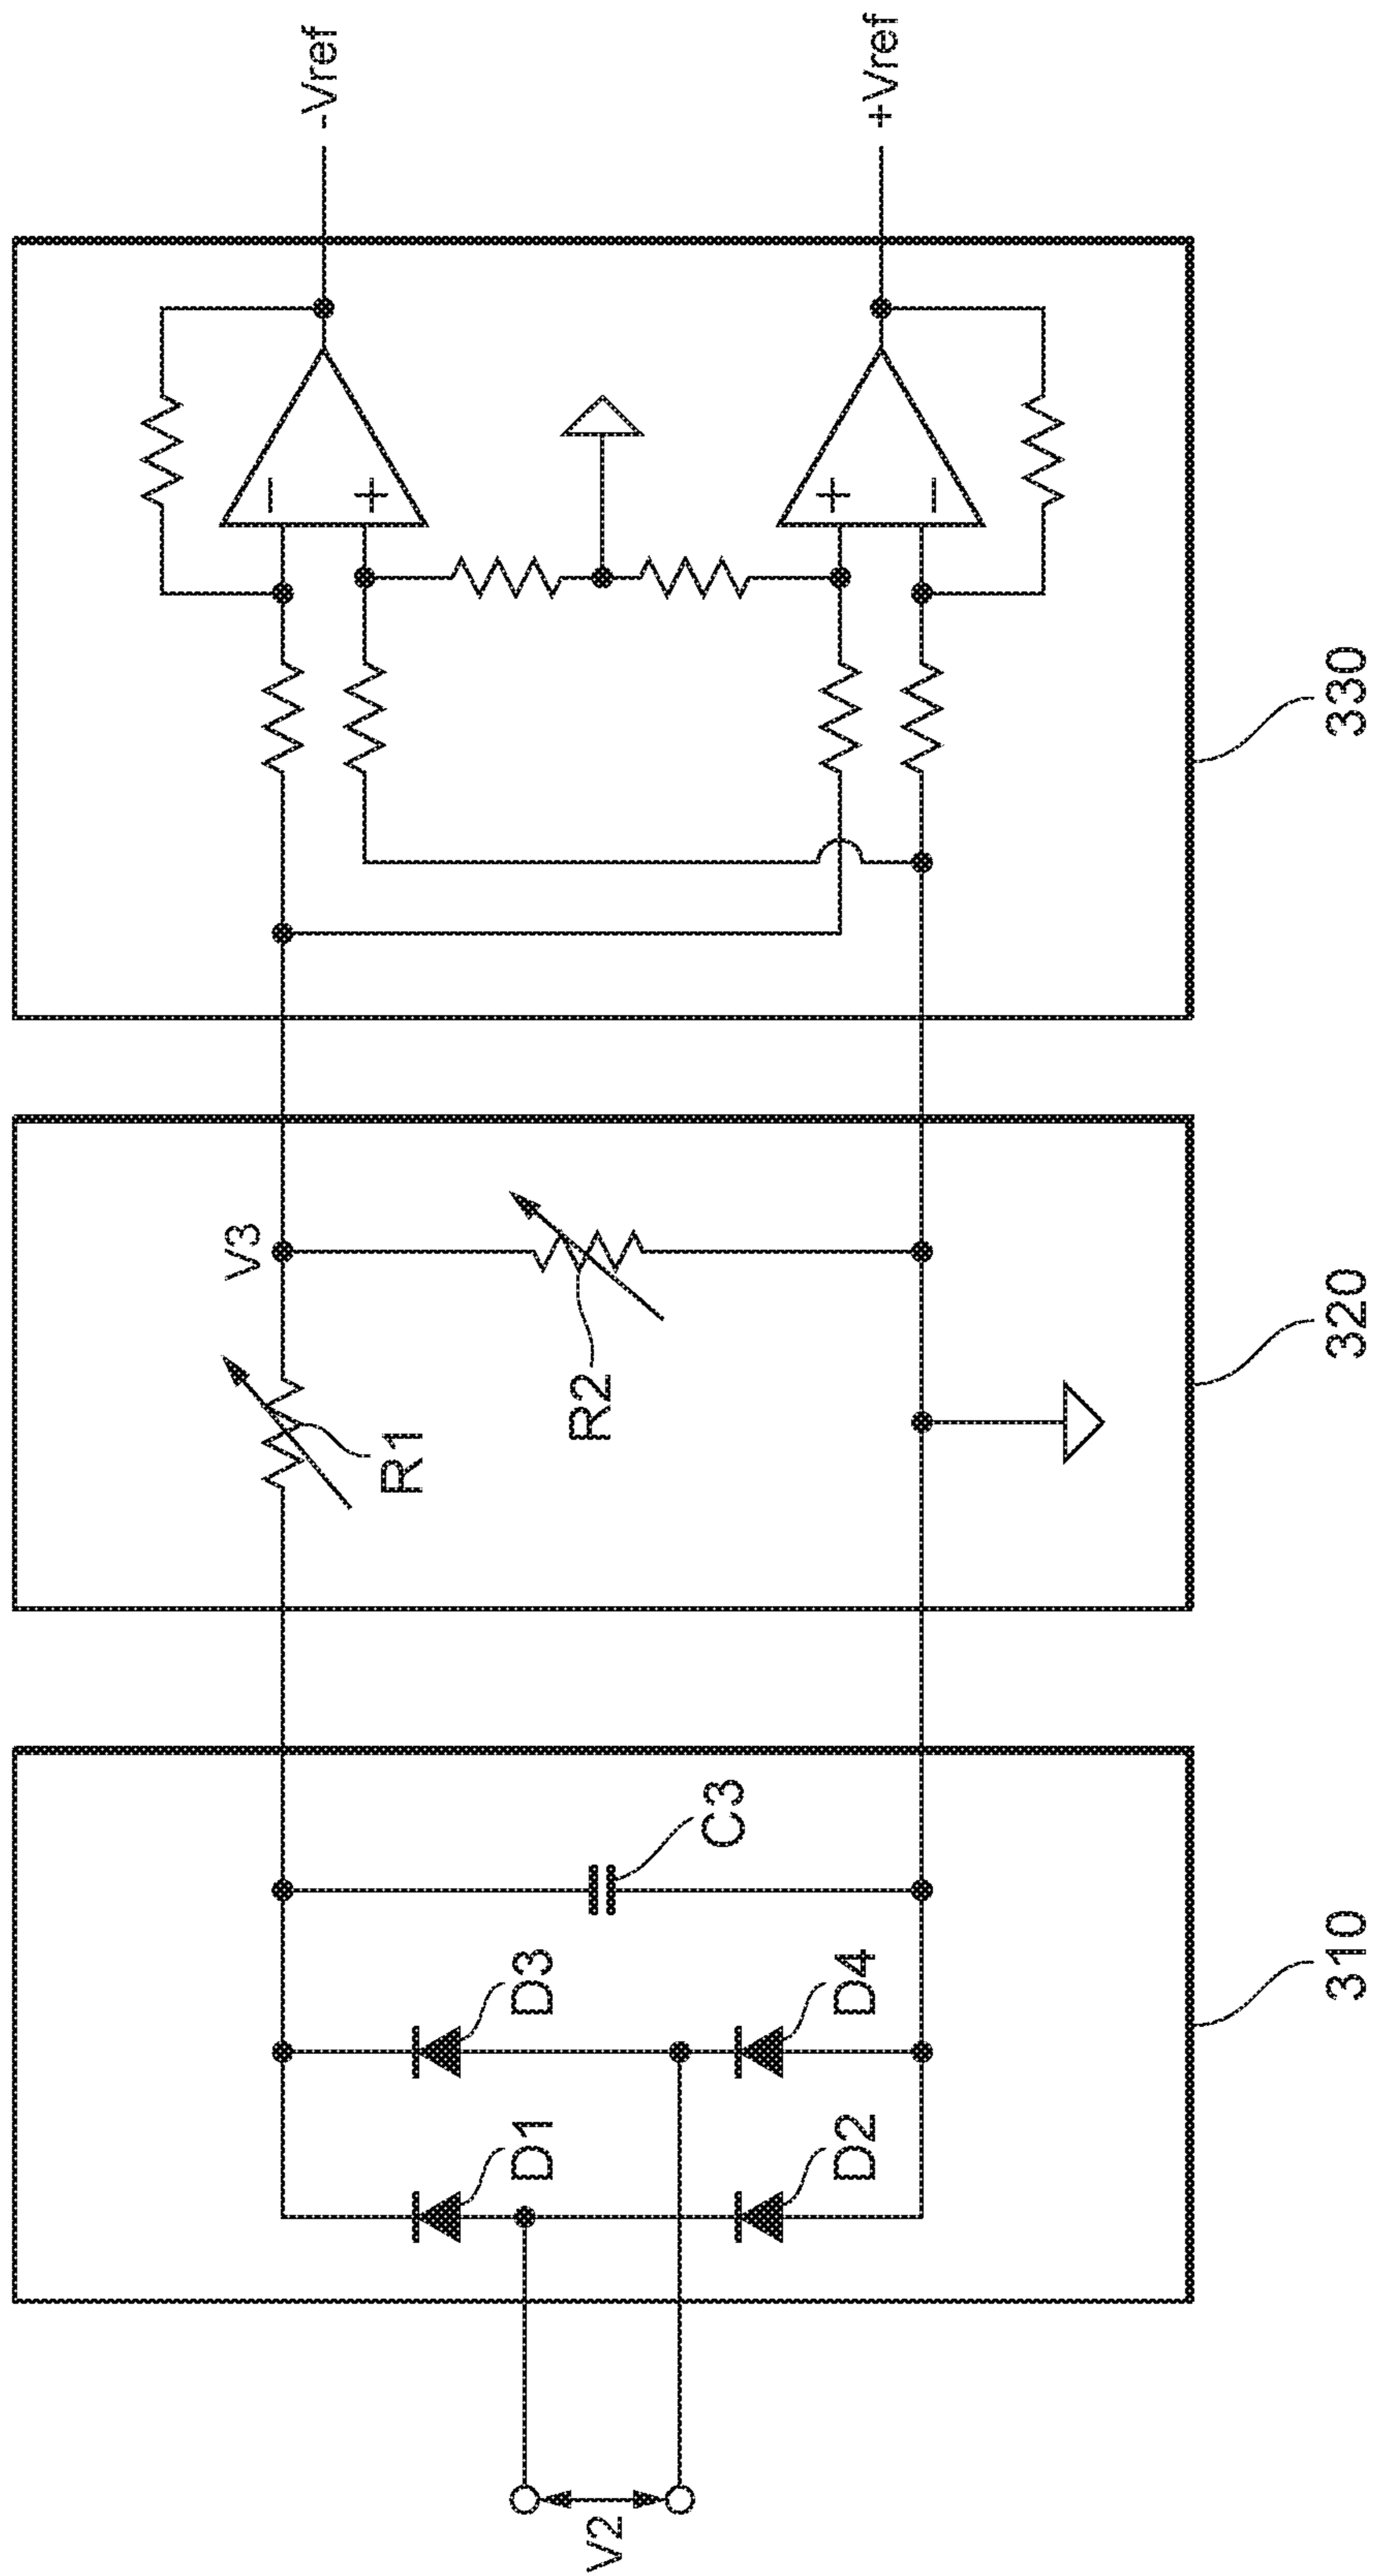 V2
D1
D2
D3
D4
C3
310
R1
R2
V3
320
−
+
+
−
330
-Vref
+Vref